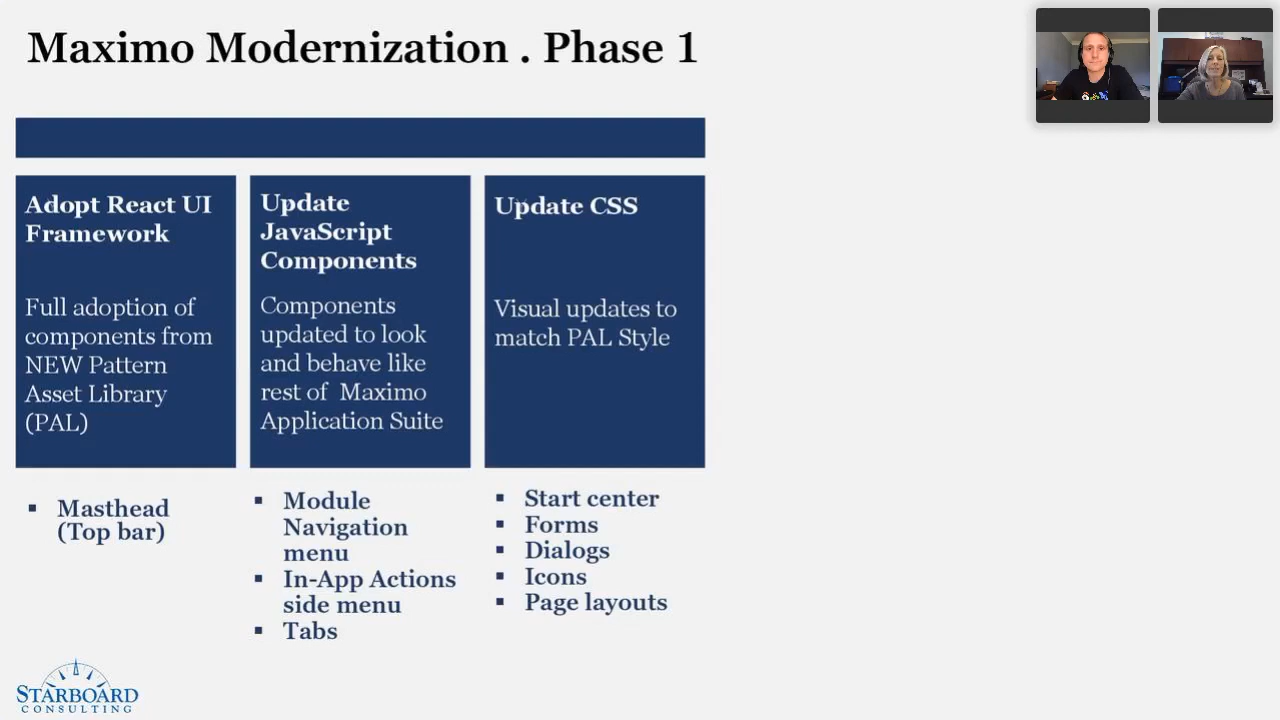 Maximo Modernization . Phase 1
Adopt React UI
Framework
Full adoption of
components from
NEW Pattern
Asset Library
(PAL)
Masthead
(Top bar)
Update
JavaScript
Components
Components
updated to look
and behave like
rest of Maximo
Application Suite
Module
Navigation
menu
In-App Actions
side menu
Tabs
Update CSS
Visual updates to
match PAL Style
Start center
Forms
Dialogs
Icons
Page layouts
STARBOARD
CONSULTING